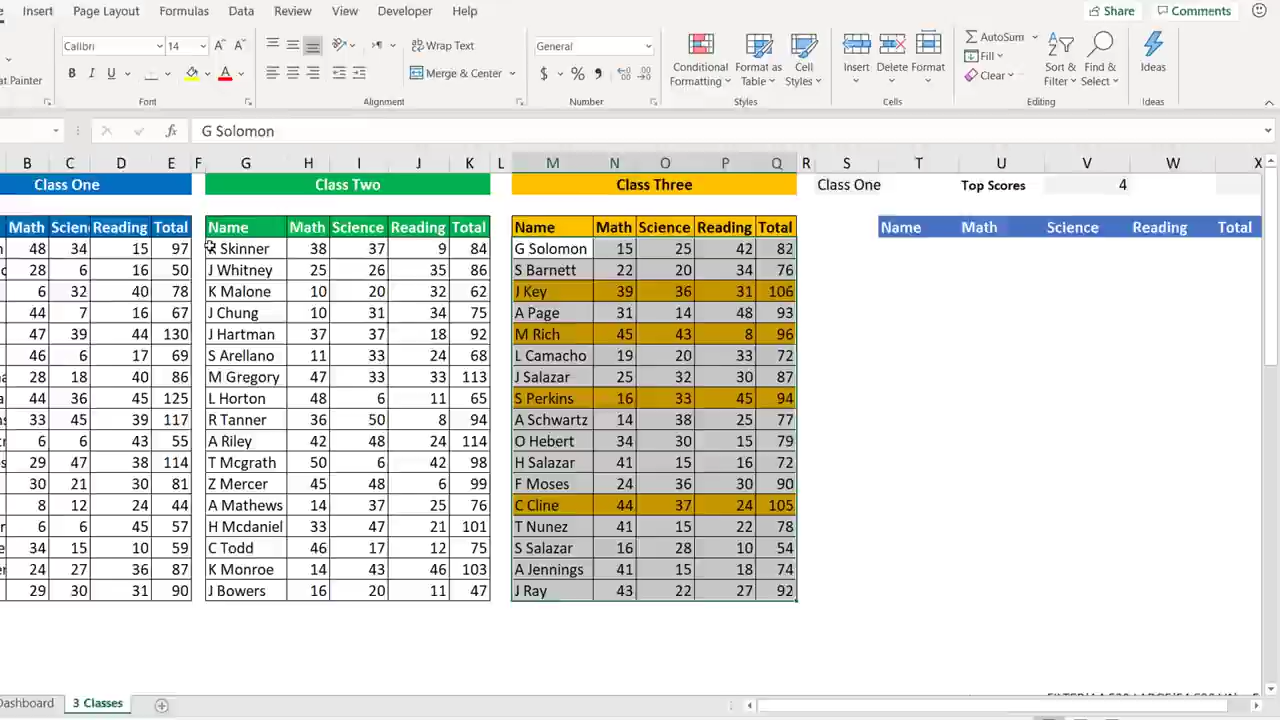 Insert Page Layout Formulas Data Review View Developer Help Share Comments
Calibri 14 A A Wrap Text General AutoSum
Fill
at Painter B I U A Merge & Center $ % 9 Conditional Formatting Format as Table Cell Styles Insert Delete Format Clear Sort & Filter Find & Select Ideas
Font Alignment Number Styles Cells Editing Ideas
fx G Solomon
B C D E F G H I J K L M N O P Q R S T U V W X
Class One Class Two Class Three Class One Top Scores 4
Math Scien Reading Total Name Math Science Reading Total Name Math Science Reading Total Name Math Science Reading Total
48 34 15 97 R Skinner 38 37 9 84 G Solomon 15 25 42 82
28 6 16 50 J Whitney 25 26 35 86 S Barnett 22 20 34 76
6 32 40 78 K Malone 10 20 32 62 J Key 39 36 31 106
44 7 16 67 J Chung 10 31 34 75 A Page 31 14 48 93
47 39 44 130 J Hartman 37 37 18 92 M Rich 45 43 8 96
46 6 17 69 S Arellano 11 33 24 68 L Camacho 19 20 33 72
28 18 40 86 M Gregory 47 33 33 113 J Salazar 25 32 30 87
44 36 45 125 L Horton 48 6 11 65 S Perkins 16 33 45 94
33 45 39 117 R Tanner 36 50 8 94 A Schwartz 14 38 25 77
6 6 43 55 A Riley 42 48 24 114 O Hebert 34 30 15 79
29 47 38 114 T Mcgrath 50 6 42 98 H Salazar 41 15 16 72
30 21 30 81 Z Mercer 45 48 6 99 F Moses 24 36 30 90
8 12 24 44 A Mathews 14 37 25 76 C Cline 44 37 24 105
6 6 45 57 H Mcdaniel 33 47 21 101 T Nunez 41 15 22 78
34 15 10 59 C Todd 46 17 12 75 S Salazar 16 28 10 54
24 27 36 87 K Monroe 14 43 46 103 A Jennings 41 15 18 74
29 30 31 90 J Bowers 16 20 11 47 J Ray 43 22 27 92
Dashboard 3 Classes